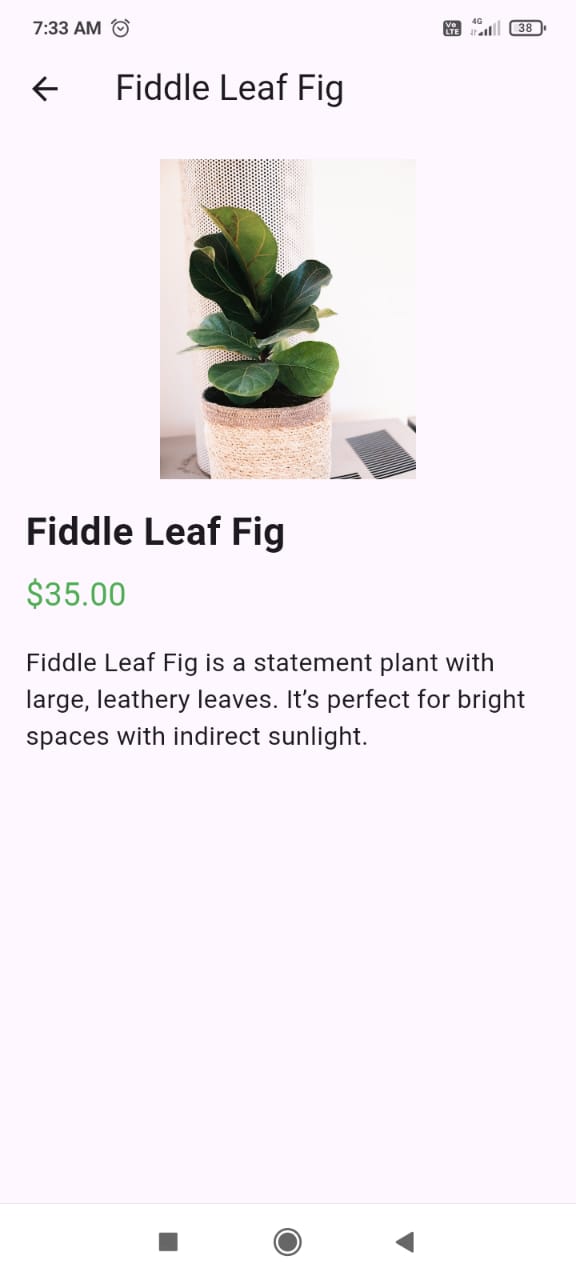 7:33 AM
Vo
LTE
4G
38
Fiddle Leaf Fig
Fiddle Leaf Fig
$35.00
Fiddle Leaf Fig is a statement plant with
large, leathery leaves. It’s perfect for bright
spaces with indirect sunlight.